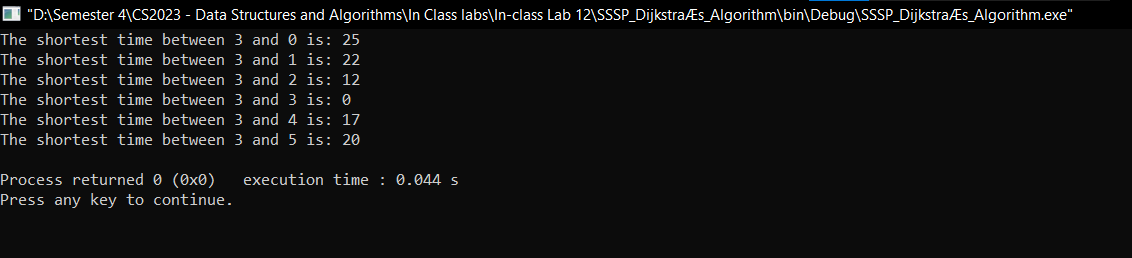 "D:\Semester 4\CS2023 - Data Structures and Algorithms\In Class labs\In-class Lab 12\SSSP_DijkstraÆs_Algorithm\bin\Debug\SSSP_DijkstraÆs_Algorithm.exe"
The shortest time between 3 and 0 is: 25
The shortest time between 3 and 1 is: 22
The shortest time between 3 and 2 is: 12
The shortest time between 3 and 3 is: 0
The shortest time between 3 and 4 is: 17
The shortest time between 3 and 5 is: 20
Process returned 0 (0x0)   execution time : 0.044 s
Press any key to continue.